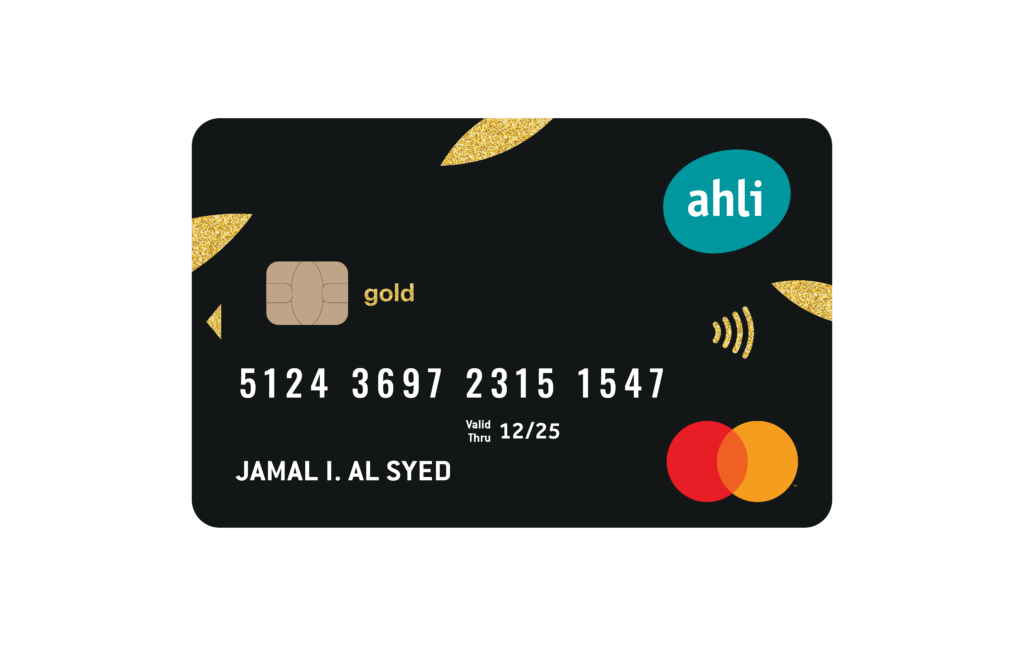 ahli
gold
5124 3697 2315 1547
Valid
Thru 12/25
JAMAL I. AL SYED